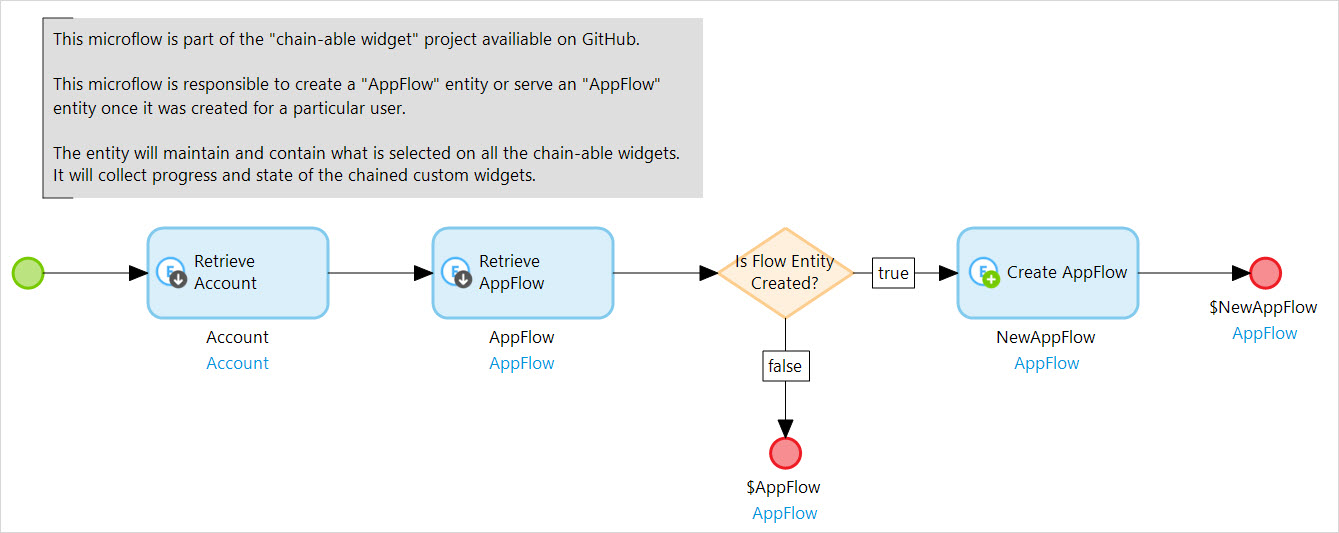 This microflow is part of the "chain-able widget" project availiable on GitHub.
This microflow is responsible to create a "AppFlow" entity or serve an "AppFlow"
entity once it was created for a particular user.
The entity will maintain and contain what is selected on all the chain-able widgets.
It will collect progress and state of the chained custom widgets.
E
Retrieve
Account
Account
Account
E
Retrieve
AppFlow
AppFlow
AppFlow
Is Flow Entity
Created?
true
E
Create AppFlow
NewAppFlow
AppFlow
$NewAppFlow
AppFlow
false
$AppFlow
AppFlow